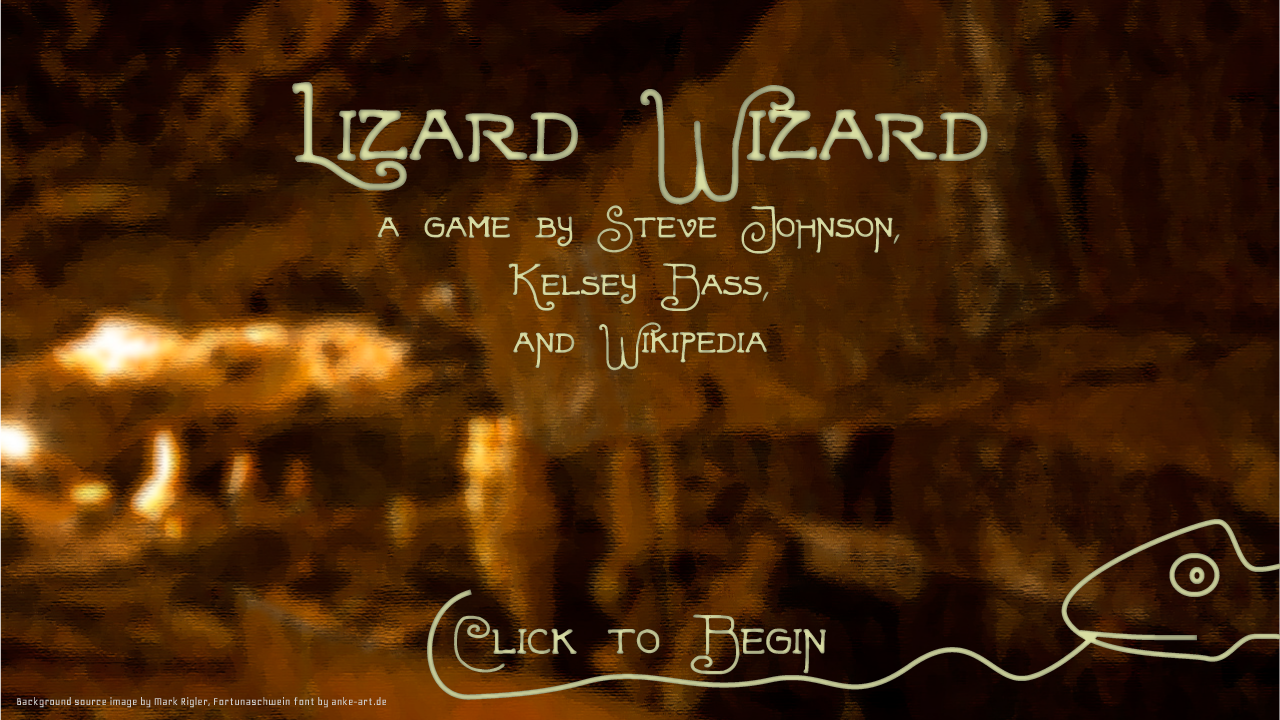 Lizard Wizard
a game by Steve Johnson,
Kelsey Bass,
and Wikipedia
Click to Begin
Background source image by Mark Rigler, Fortunaschwein font by anke-art.de